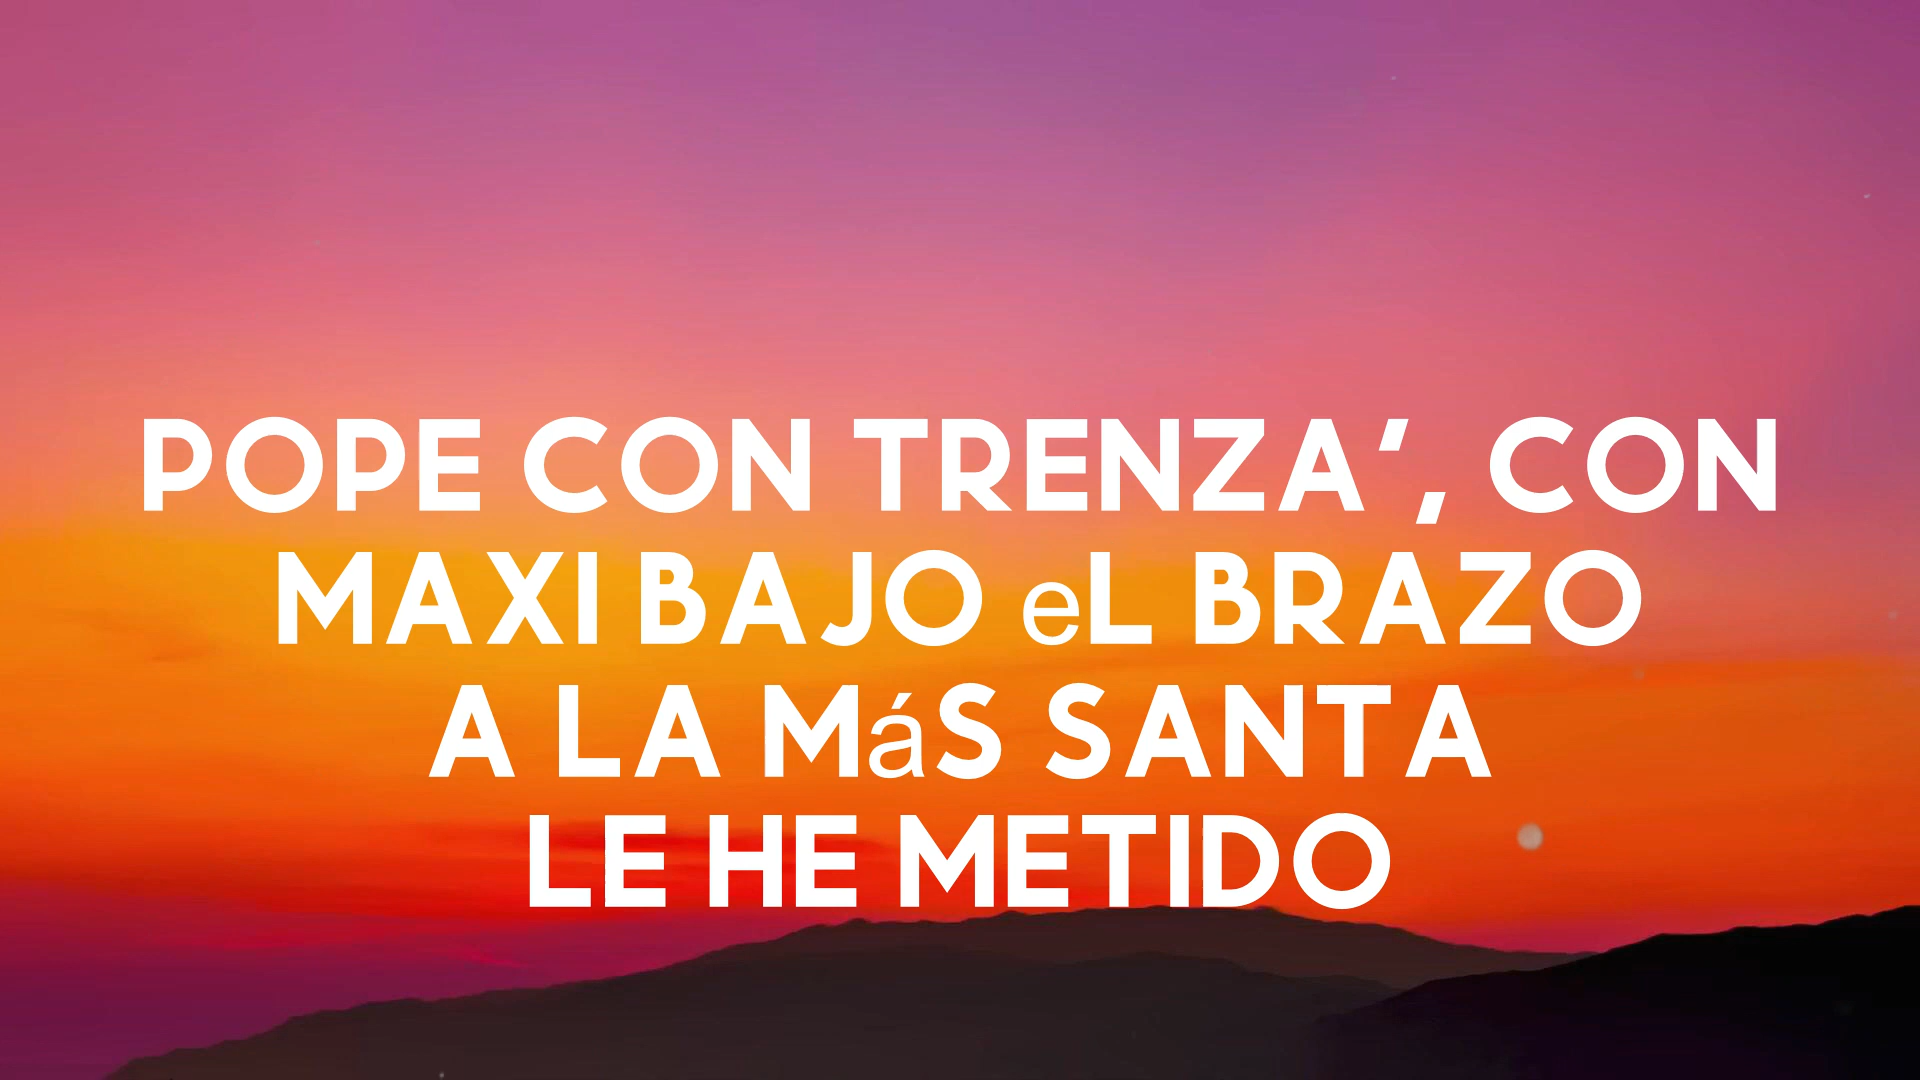 POPE CON TRENZA', CON
MAXI BAJO eL BRAZO
A LA MáS SANTA
LE HE METIDO